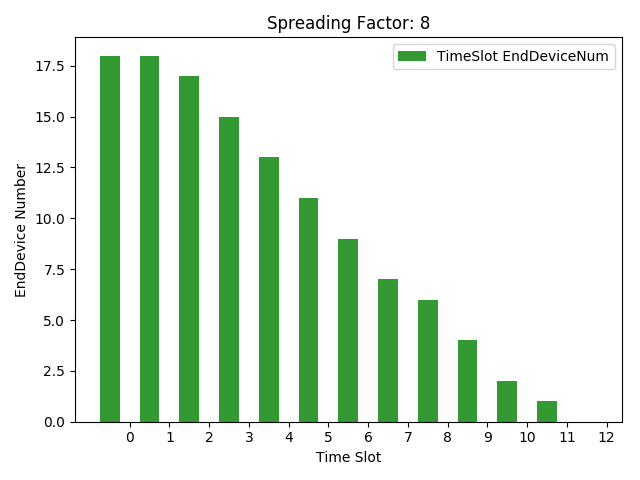 Spreading Factor: 8
TimeSlot EndDeviceNum
EndDevice Number
17.5
15.0
12.5
10.0
7.5
5.0
2.5
0.0
0 1 2 3 4 5 6 7 8 9 10 11 12
Time Slot